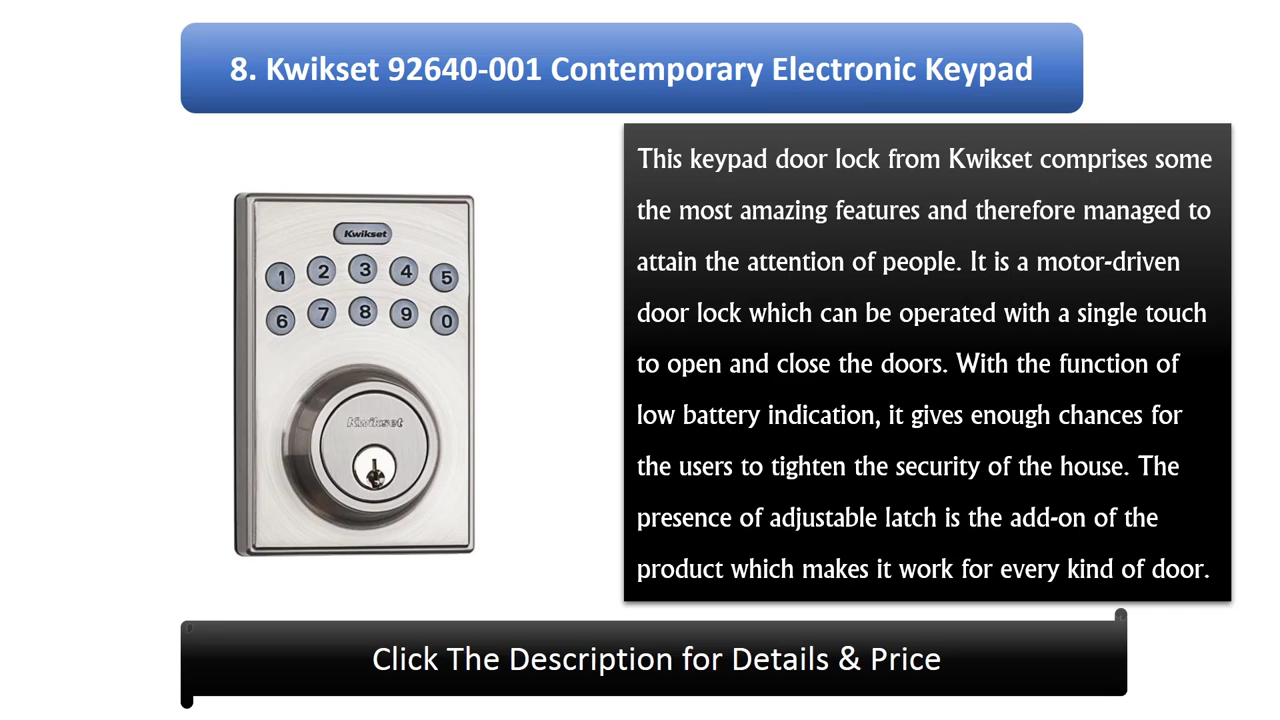 8. Kwikset 92640-001 Contemporary Electronic Keypad
Kwikset
1 2 3 4 5
6 7 8 9 0
Kwikset
This keypad door lock from Kwikset comprises some
the most amazing features and therefore managed to
attain the attention of people. It is a motor-driven
door lock which can be operated with a single touch
to open and close the doors. With the function of
low battery indication, it gives enough chances for
the users to tighten the security of the house. The
presence of adjustable latch is the add-on of the
product which makes it work for every kind of door.
Click The Description for Details & Price